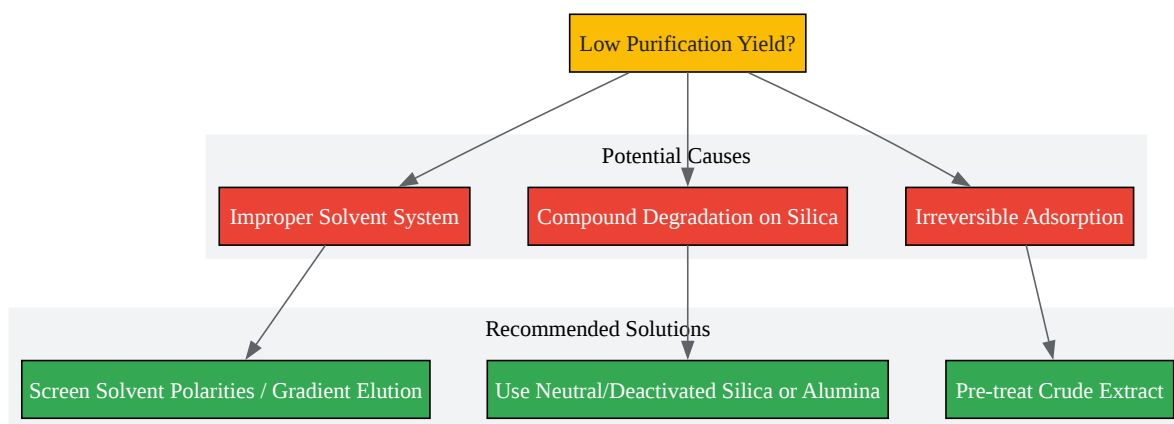 Low Purification Yield?
Potential Causes
Improper Solvent System
Compound Degradation on Silica
Irreversible Adsorption
Recommended Solutions
Screen Solvent Polarities / Gradient Elution
Use Neutral/Deactivated Silica or Alumina
Pre-treat Crude Extract